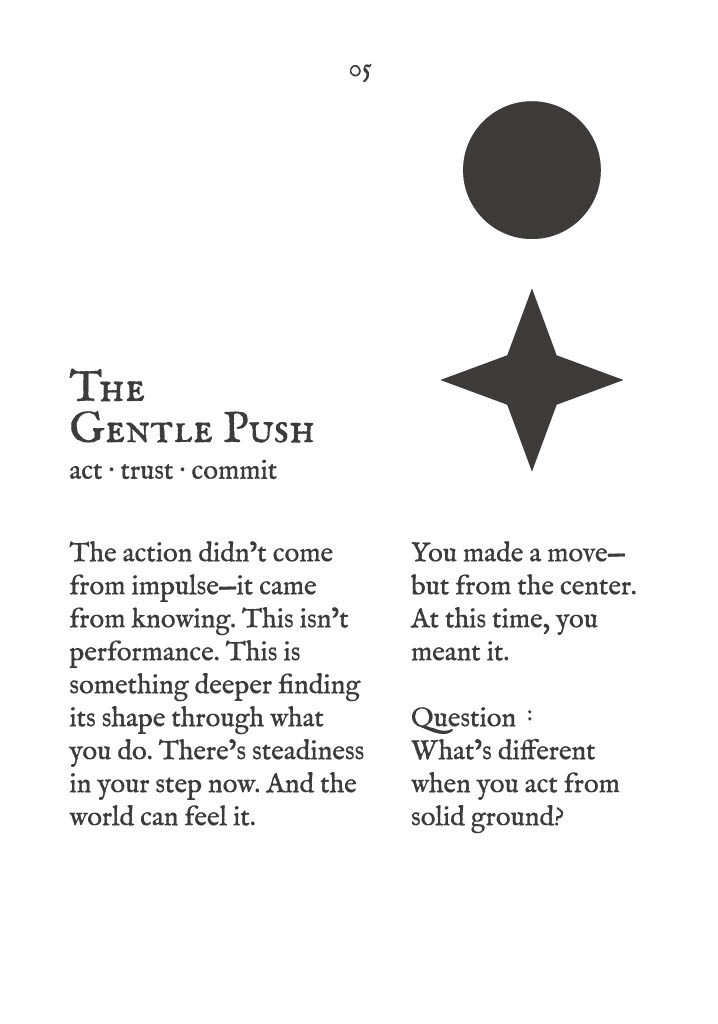 05
The
Gentle Push
act · trust · commit
The action didn't come
from impulse—it came
from knowing. This isn't
performance. This is
something deeper finding
its shape through what
you do. There's steadiness
in your step now. And the
world can feel it.
You made a move—
but from the center.
At this time, you
meant it.
Question :
What's different
when you act from
solid ground?